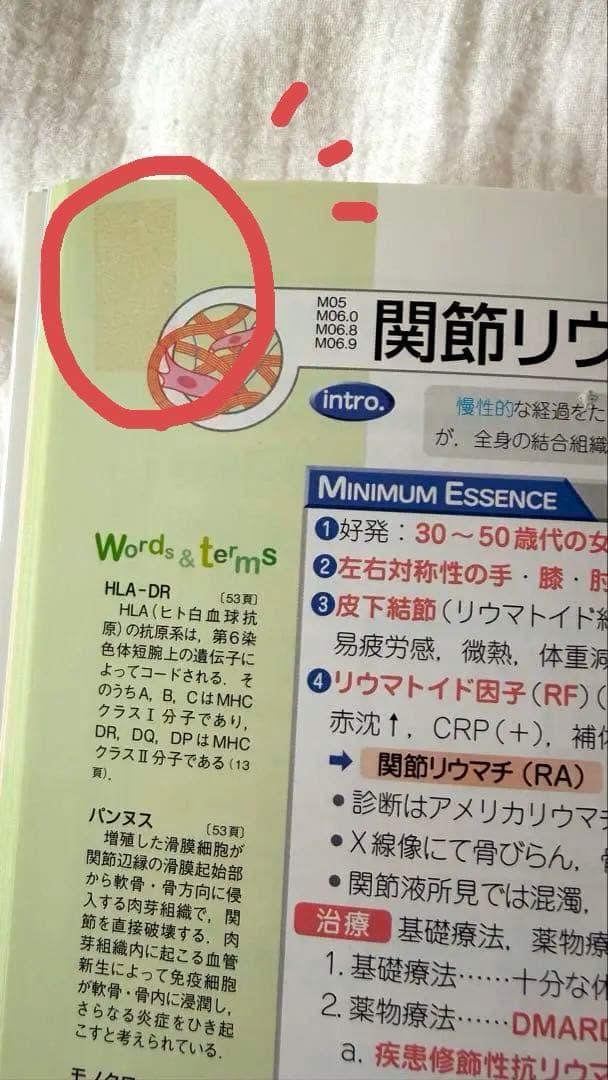 M05
M06.0
M06.8
M06.9
関節リウ
intro.
慢性的な経過をた
が、全身の結合組織
MINIMUM ESSENCE
❶好発：30～50歳代の女
❷左右対称性の手・膝・肘
❸皮下結節（リウマトイド結
易疲労感，微熱，体重減
❹リウマトイド因子（RF）（
赤沈↑，CRP（+），補体
➡ 関節リウマチ（RA）
●診断はアメリカリウマチ
●X線像にて骨びらん，骨
●関節液所見では混濁，
治療 基礎療法，薬物療
1. 基礎療法……十分な休
2. 薬物療法……DMARD
a. 疾患修飾性抗リウマ
Words & terms
HLA-DR 〔53頁〕
HLA（ヒト白血球抗
原）の抗原系は，第6染
色体短腕上の遺伝子に
よってコードされる．そ
のうちA，B，CはMHC
クラスⅠ分子であり，
DR，DQ，DPはMHC
クラスⅡ分子である（13
頁）．
パンヌス 〔53頁〕
増殖した滑膜細胞が
関節辺縁の滑膜起始部
から軟骨・骨方向に侵
入する肉芽組織で，関
節を直接破壊する．肉
芽組織内に起こる血管
新生によって免疫細胞
が軟骨・骨内に浸潤し，
さらなる炎症をひき起
こすと考えられている．